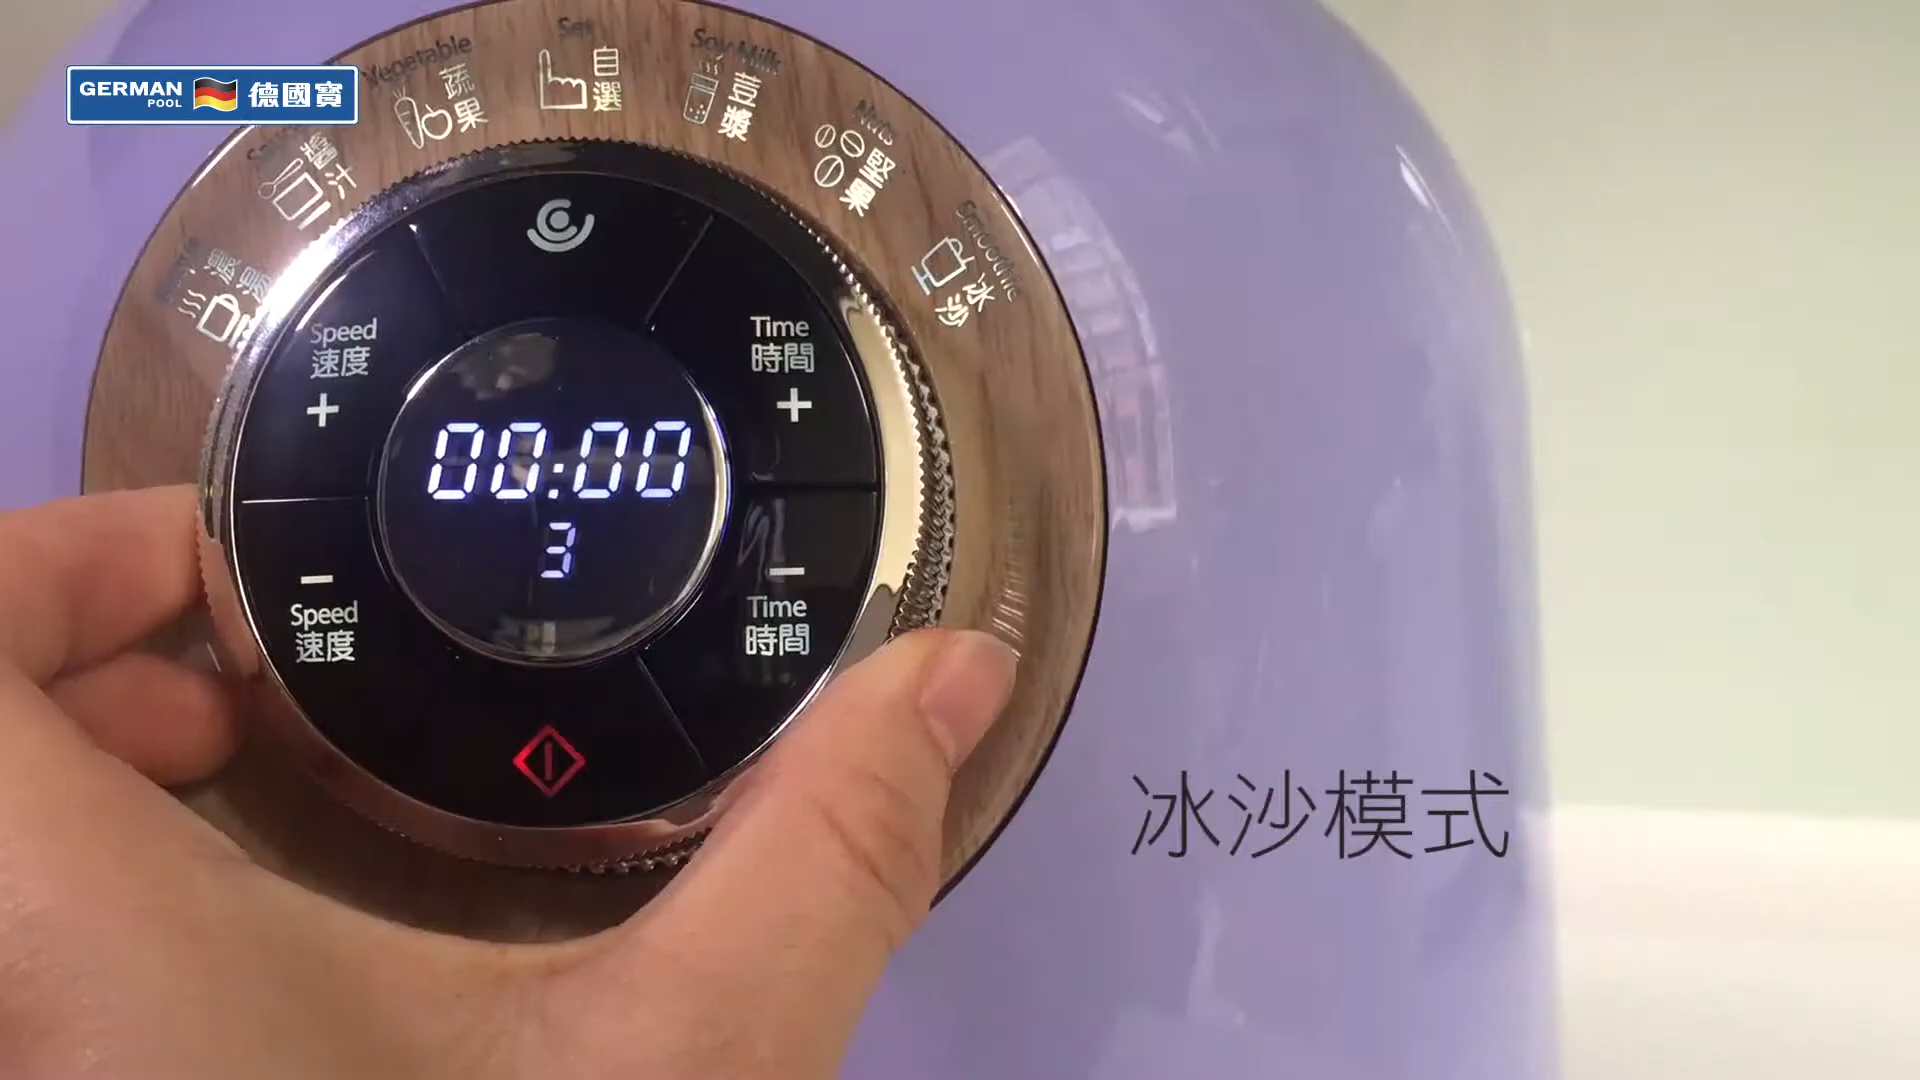 GERMAN
POOL
德國寶
Vegetable
蔬果
Set
自選
Soy Milk
荳漿
Nuts
堅果
Smoothie
冰沙
醬汁
Speed
速度
+
Time
時間
+
00:00
3
−
Speed
速度
−
Time
時間
冰沙模式